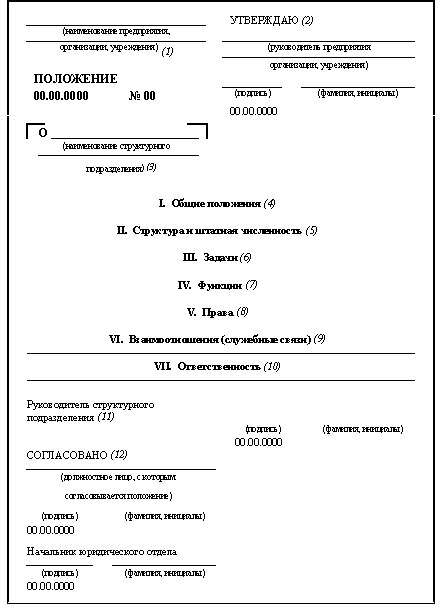 (наименование предприятия,
организации, учреждения) (1)
УТВЕРЖДАЮ (2)
(руководитель предприятия
организации, учреждения)
ПОЛОЖЕНИЕ
00.00.0000 № 00
(подпись) (фамилия, инициалы)
00.00.0000
О
(наименование структурного
подразделения) (3)
I. Общие положения (4)
II. Структура и штатная численность (5)
III. Задачи (6)
IV. Функции (7)
V. Права (8)
VI. Взаимоотношения (служебные связи) (9)
VII. Ответственность (10)
Руководитель структурного
подразделения (11)
(подпись) (фамилия, инициалы)
00.00.0000
СОГЛАСОВАНО (12)
(должностное лицо, с которым
согласовывается положение)
(подпись) (фамилия, инициалы)
00.00.0000
Начальник юридического отдела
(подпись) (фамилия, инициалы)
00.00.0000